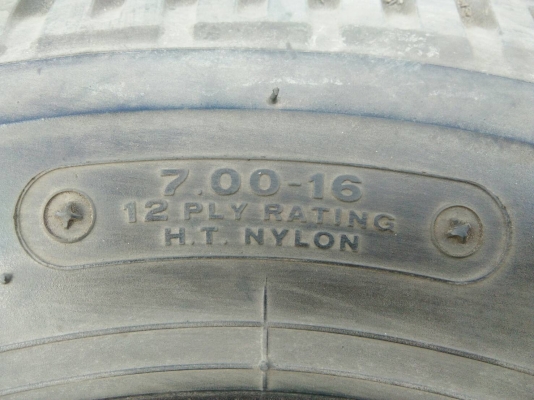 7.00-16
12 PLY RATING
H.T. NYLON